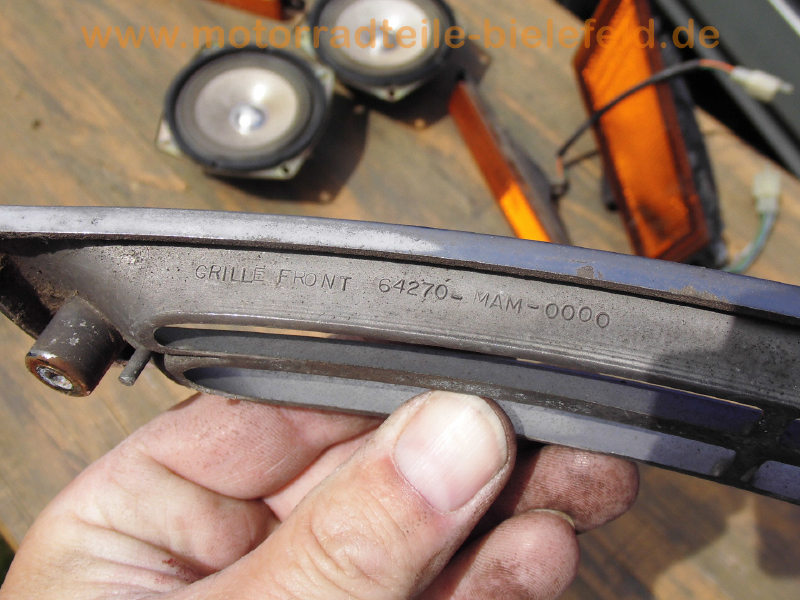 www.motorradteile-bielefeld.de
GRILLE FRONT 64270-MAM-0000